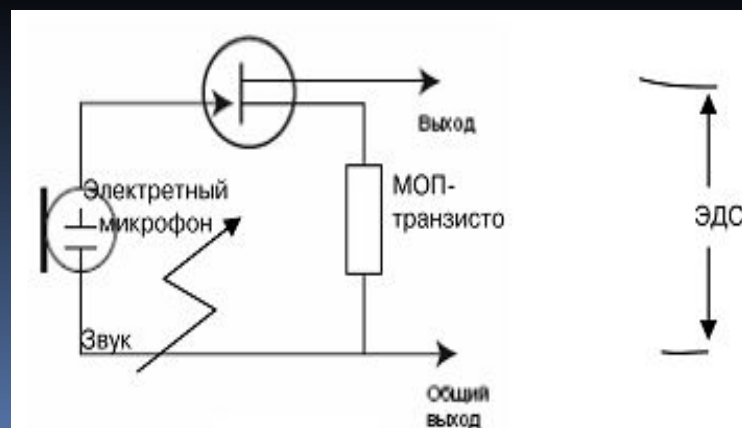 Выход
Электретный
микрофон
МОП-
транзисто
ЭДС
Звук
Общий
выход